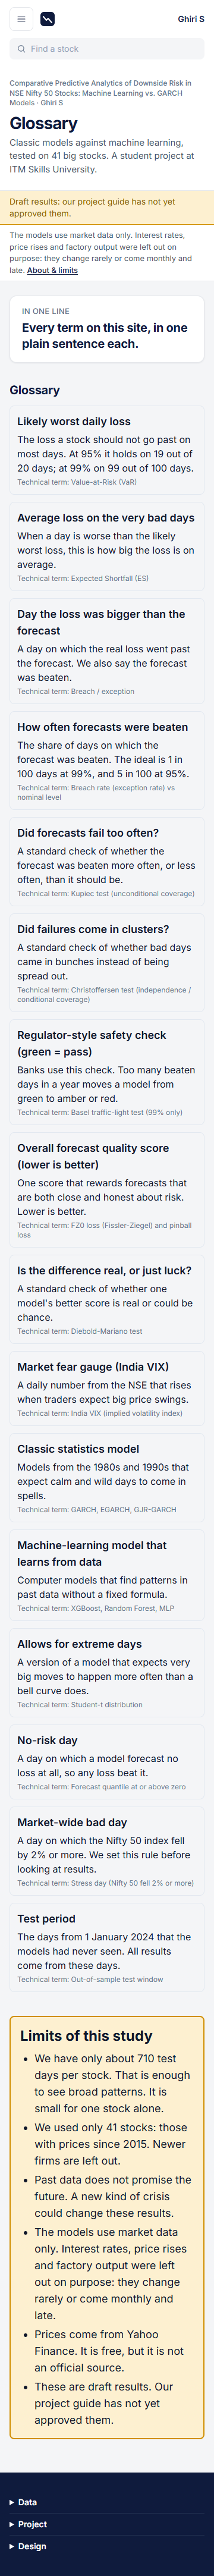 Ghiri S
Find a stock
Comparative Predictive Analytics of Downside Risk in
NSE Nifty 50 Stocks: Machine Learning vs. GARCH
Models · Ghiri S
Glossary
Classic models against machine learning,
tested on 41 big stocks. A student project at
ITM Skills University.
Draft results: our project guide has not yet
approved them.
The models use market data only. Interest rates,
price rises and factory output were left out on
purpose: they change rarely or come monthly and
late. About & limits
IN ONE LINE
Every term on this site, in one
plain sentence each.
Glossary
Likely worst daily loss
The loss a stock should not go past on
most days. At 95% it holds on 19 out of
20 days; at 99% on 99 out of 100 days.
Technical term: Value-at-Risk (VaR)
Average loss on the very bad days
When a day is worse than the likely
worst loss, this is how big the loss is on
average.
Technical term: Expected Shortfall (ES)
Day the loss was bigger than the
forecast
A day on which the real loss went past
the forecast. We also say the forecast
was beaten.
Technical term: Breach / exception
How often forecasts were beaten
The share of days on which the
forecast was beaten. The ideal is 1 in
100 days at 99%, and 5 in 100 at 95%.
Technical term: Breach rate (exception rate) vs
nominal level
Did forecasts fail too often?
A standard check of whether the
forecast was beaten more often, or less
often, than it should be.
Technical term: Kupiec test (unconditional coverage)
Did failures come in clusters?
A standard check of whether bad days
came in bunches instead of being
spread out.
Technical term: Christoffersen test (independence /
conditional coverage)
Regulator-style safety check
(green = pass)
Banks use this check. Too many beaten
days in a year moves a model from
green to amber or red.
Technical term: Basel traffic-light test (99% only)
Overall forecast quality score
(lower is better)
One score that rewards forecasts that
are both close and honest about risk.
Lower is better.
Technical term: FZ0 loss (Fissler-Ziegel) and pinball
loss
Is the difference real, or just luck?
A standard check of whether one
model's better score is real or could be
chance.
Technical term: Diebold-Mariano test
Market fear gauge (India VIX)
A daily number from the NSE that rises
when traders expect big price swings.
Technical term: India VIX (implied volatility index)
Classic statistics model
Models from the 1980s and 1990s that
expect calm and wild days to come in
spells.
Technical term: GARCH, EGARCH, GJR-GARCH
Machine-learning model that
learns from data
Computer models that find patterns in
past data without a fixed formula.
Technical term: XGBoost, Random Forest, MLP
Allows for extreme days
A version of a model that expects very
big moves to happen more often than a
bell curve does.
Technical term: Student-t distribution
No-risk day
A day on which a model forecast no
loss at all, so any loss beat it.
Technical term: Forecast quantile at or above zero
Market-wide bad day
A day on which the Nifty 50 index fell
by 2% or more. We set this rule before
looking at results.
Technical term: Stress day (Nifty 50 fell 2% or more)
Test period
The days from 1 January 2024 that the
models had never seen. All results
come from these days.
Technical term: Out-of-sample test window
Limits of this study
• We have only about 710 test
days per stock. That is enough
to see broad patterns. It is
small for one stock alone.
• We used only 41 stocks: those
with prices since 2015. Newer
firms are left out.
• Past data does not promise the
future. A new kind of crisis
could change these results.
• The models use market data
only. Interest rates, price rises
and factory output were left
out on purpose: they change
rarely or come monthly and
late.
• Prices come from Yahoo
Finance. It is free, but it is not
an official source.
• These are draft results. Our
project guide has not yet
approved them.
Data
Project
Design